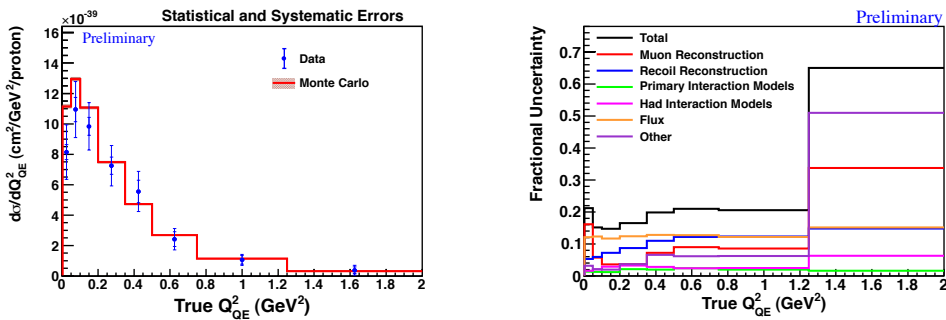 ×10⁻³⁹
Statistical and Systematic Errors
Preliminary
Data
Monte Carlo
dσ/dQ²QE (cm²/GeV²/proton)
16
14
12
10
8
6
4
2
0
0 0.2 0.4 0.6 0.8 1 1.2 1.4 1.6 1.8 2
True Q²QE (GeV²)
Preliminary
Total
Muon Reconstruction
Recoil Reconstruction
Primary Interaction Models
Had Interaction Models
Flux
Other
Fractional Uncertainty
0.7
0.6
0.5
0.4
0.3
0.2
0.1
0
0 0.2 0.4 0.6 0.8 1 1.2 1.4 1.6 1.8 2
True Q²QE (GeV²)